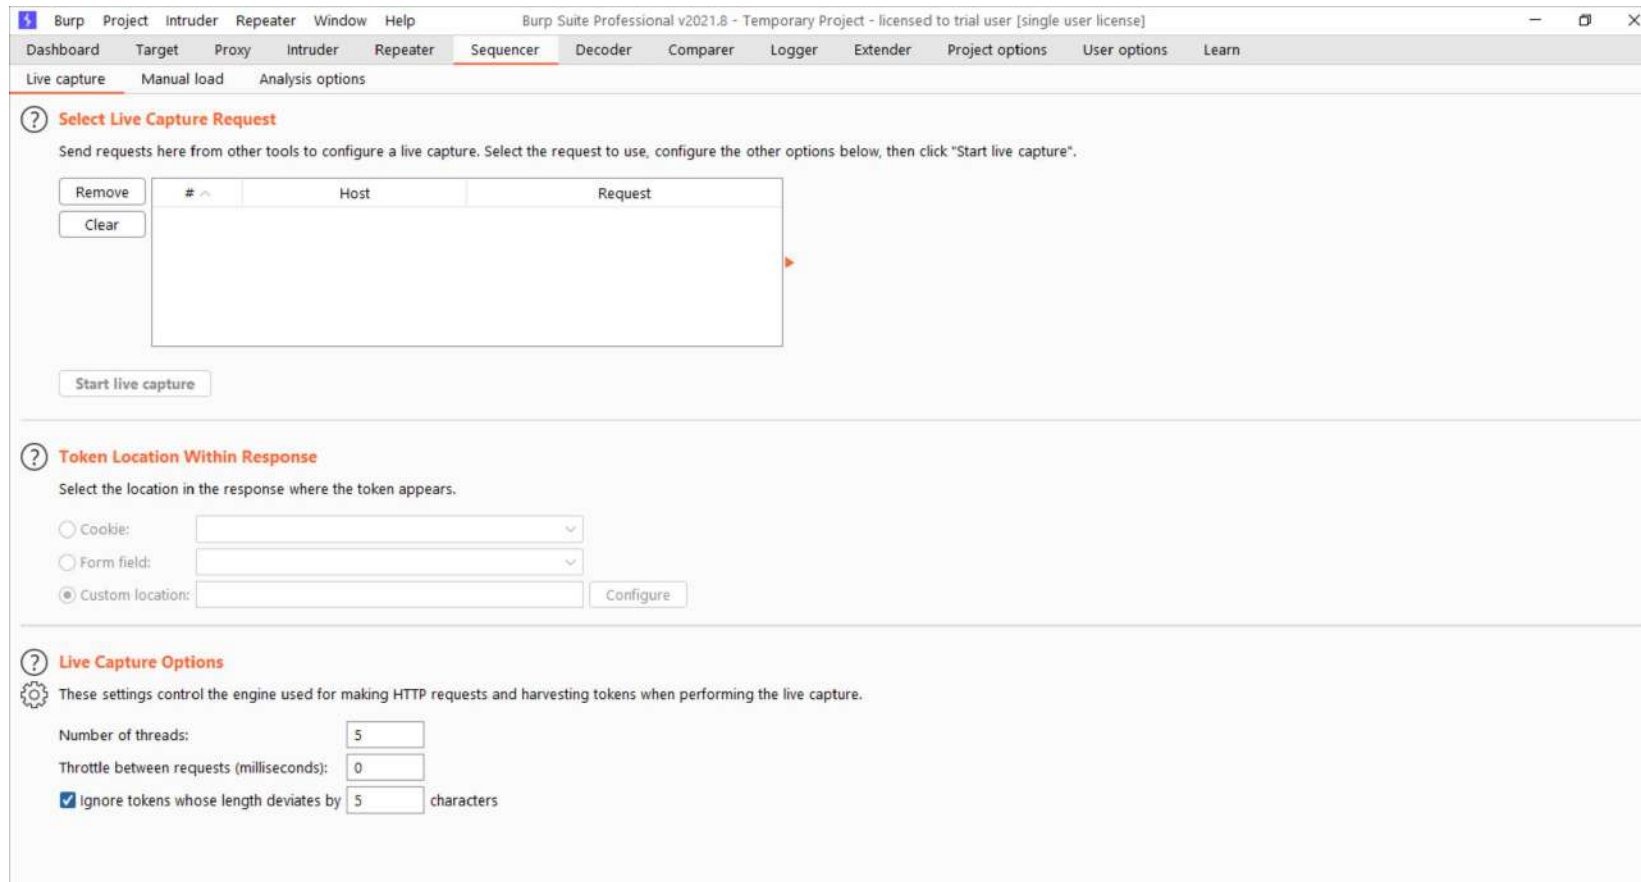 Burp Project Intruder Repeater Window Help Burp Suite Professional v2021.8 - Temporary Project - licensed to trial user [single user license]
Dashboard Target Proxy Intruder Repeater Sequencer Decoder Comparer Logger Extender Project options User options Learn
Live capture Manual load Analysis options
? Select Live Capture Request
Send requests here from other tools to configure a live capture. Select the request to use, configure the other options below, then click "Start live capture".
Remove # Host Request
Clear
Start live capture
? Token Location Within Response
Select the location in the response where the token appears.
Cookie:
Form field:
Custom location: Configure
? Live Capture Options
These settings control the engine used for making HTTP requests and harvesting tokens when performing the live capture.
Number of threads: 5
Throttle between requests (milliseconds): 0
Ignore tokens whose length deviates by 5 characters